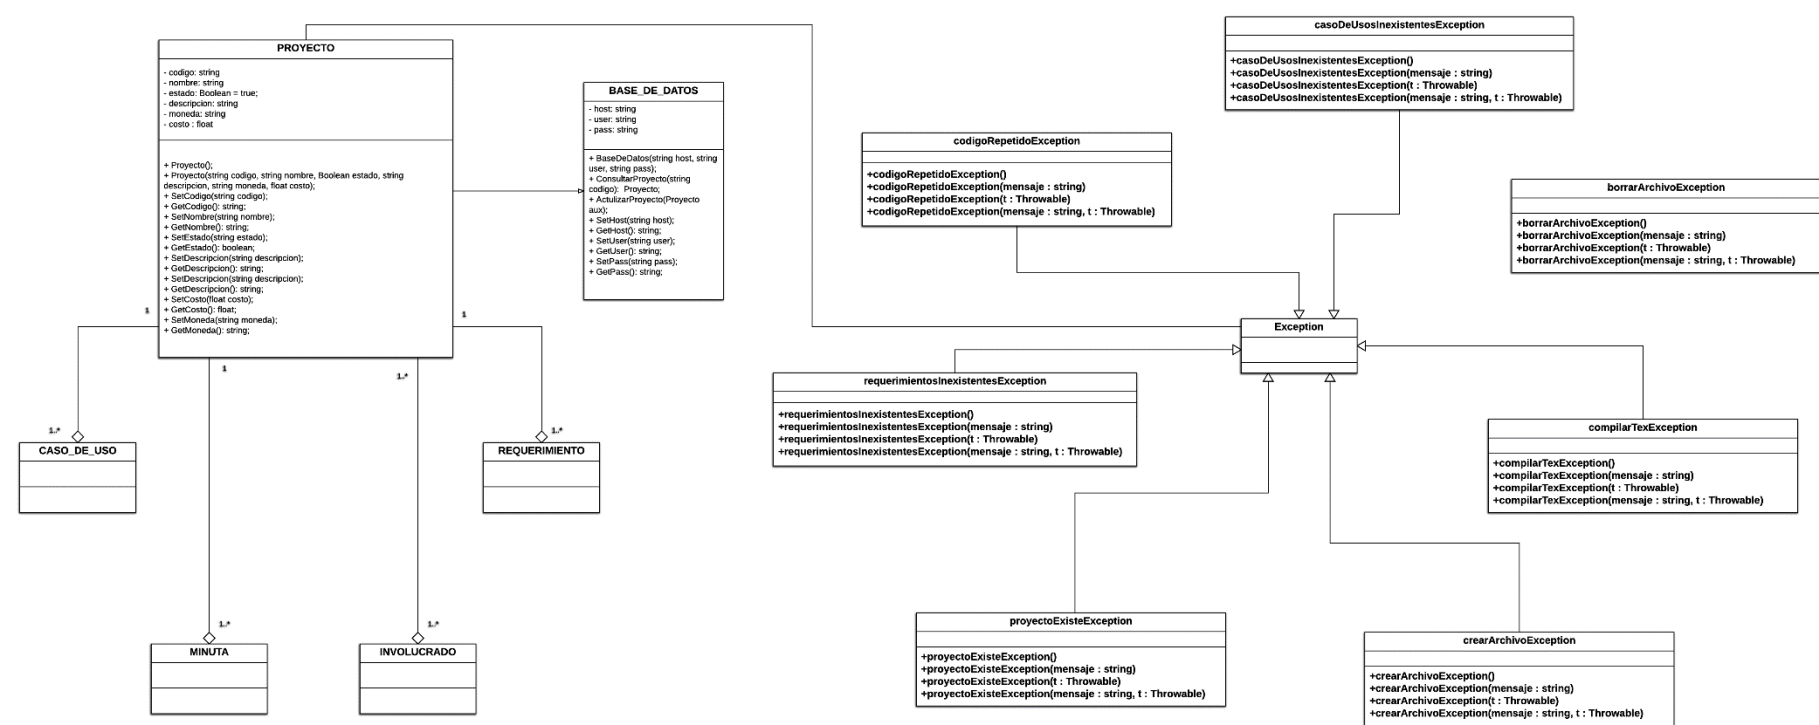 PROYECTO
- codigo: string
- nombre: string
- estado: Boolean = true;
- descripcion: string
- moneda: string
- costo : float
+ Proyecto();
+ Proyecto(string codigo, string nombre, Boolean estado, string
descripcion, string moneda, float costo);
+ SetCodigo(string codigo);
+ GetCodigo(): string;
+ SetNombre(string nombre);
+ GetNombre(): string;
+ SetEstado(string estado);
+ GetEstado(): boolean;
+ SetDescripcion(string descripcion);
+ GetDescripcion(): string;
+ SetDescripcion(string descripcion);
+ GetDescripcion(): string;
+ SetCosto(float costo);
+ GetCosto(): float;
+ SetMoneda(string moneda);
+ GetMoneda(): string;
BASE_DE_DATOS
- host: string
- user: string
- pass: string
+ BaseDeDatos(string host, string
user, string pass);
+ ConsultarProyecto(string
codigo): Proyecto;
+ ActulizarProyecto(Proyecto
aux);
+ SetHost(string host);
+ GetHost(): string;
+ SetUser(string user);
+ GetUser(): string;
+ SetPass(string pass);
+ GetPass(): string;
1
1
1
1..*
1..*
CASO_DE_USO
1..*
REQUERIMIENTO
1..*
MINUTA
1..*
INVOLUCRADO
casoDeUsosInexistentesException
+casoDeUsosInexistentesException()
+casoDeUsosInexistentesException(mensaje : string)
+casoDeUsosInexistentesException(t : Throwable)
+casoDeUsosInexistentesException(mensaje : string, t : Throwable)
codigoRepetidoException
+codigoRepetidoException()
+codigoRepetidoException(mensaje : string)
+codigoRepetidoException(t : Throwable)
+codigoRepetidoException(mensaje : string, t : Throwable)
borrarArchivoException
+borrarArchivoException()
+borrarArchivoException(mensaje : string)
+borrarArchivoException(t : Throwable)
+borrarArchivoException(mensaje : string, t : Throwable)
Exception
requerimientosInexistentesException
+requerimientosInexistentesException()
+requerimientosInexistentesException(mensaje : string)
+requerimientosInexistentesException(t : Throwable)
+requerimientosInexistentesException(mensaje : string, t : Throwable)
compilarTexException
+compilarTexException()
+compilarTexException(mensaje : string)
+compilarTexException(t : Throwable)
+compilarTexException(mensaje : string, t : Throwable)
proyectoExisteException
+proyectoExisteException()
+proyectoExisteException(mensaje : string)
+proyectoExisteException(t : Throwable)
+proyectoExisteException(mensaje : string, t : Throwable)
crearArchivoException
+crearArchivoException()
+crearArchivoException(mensaje : string)
+crearArchivoException(t : Throwable)
+crearArchivoException(mensaje : string, t : Throwable)